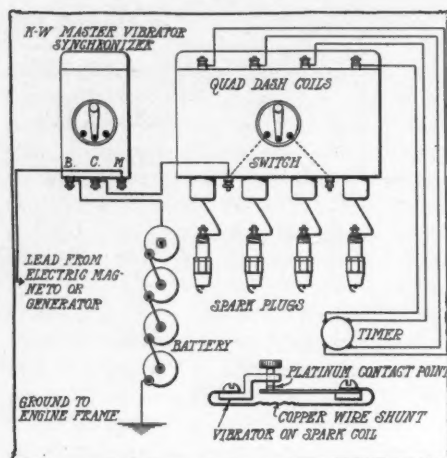 K-W MASTER VIBRATOR
SYNCHRONIZER
B. C. M
QUAD DASH COILS
SWITCH
LEAD FROM
ELECTRIC MAG-
NETO OR
GENERATOR
SPARK PLUGS
BATTERY
TIMER
PLATINUM CONTACT POINT
GROUND TO
ENGINE FRAME
COPPER WIRE SHUNT
VIBRATOR ON SPARK COIL